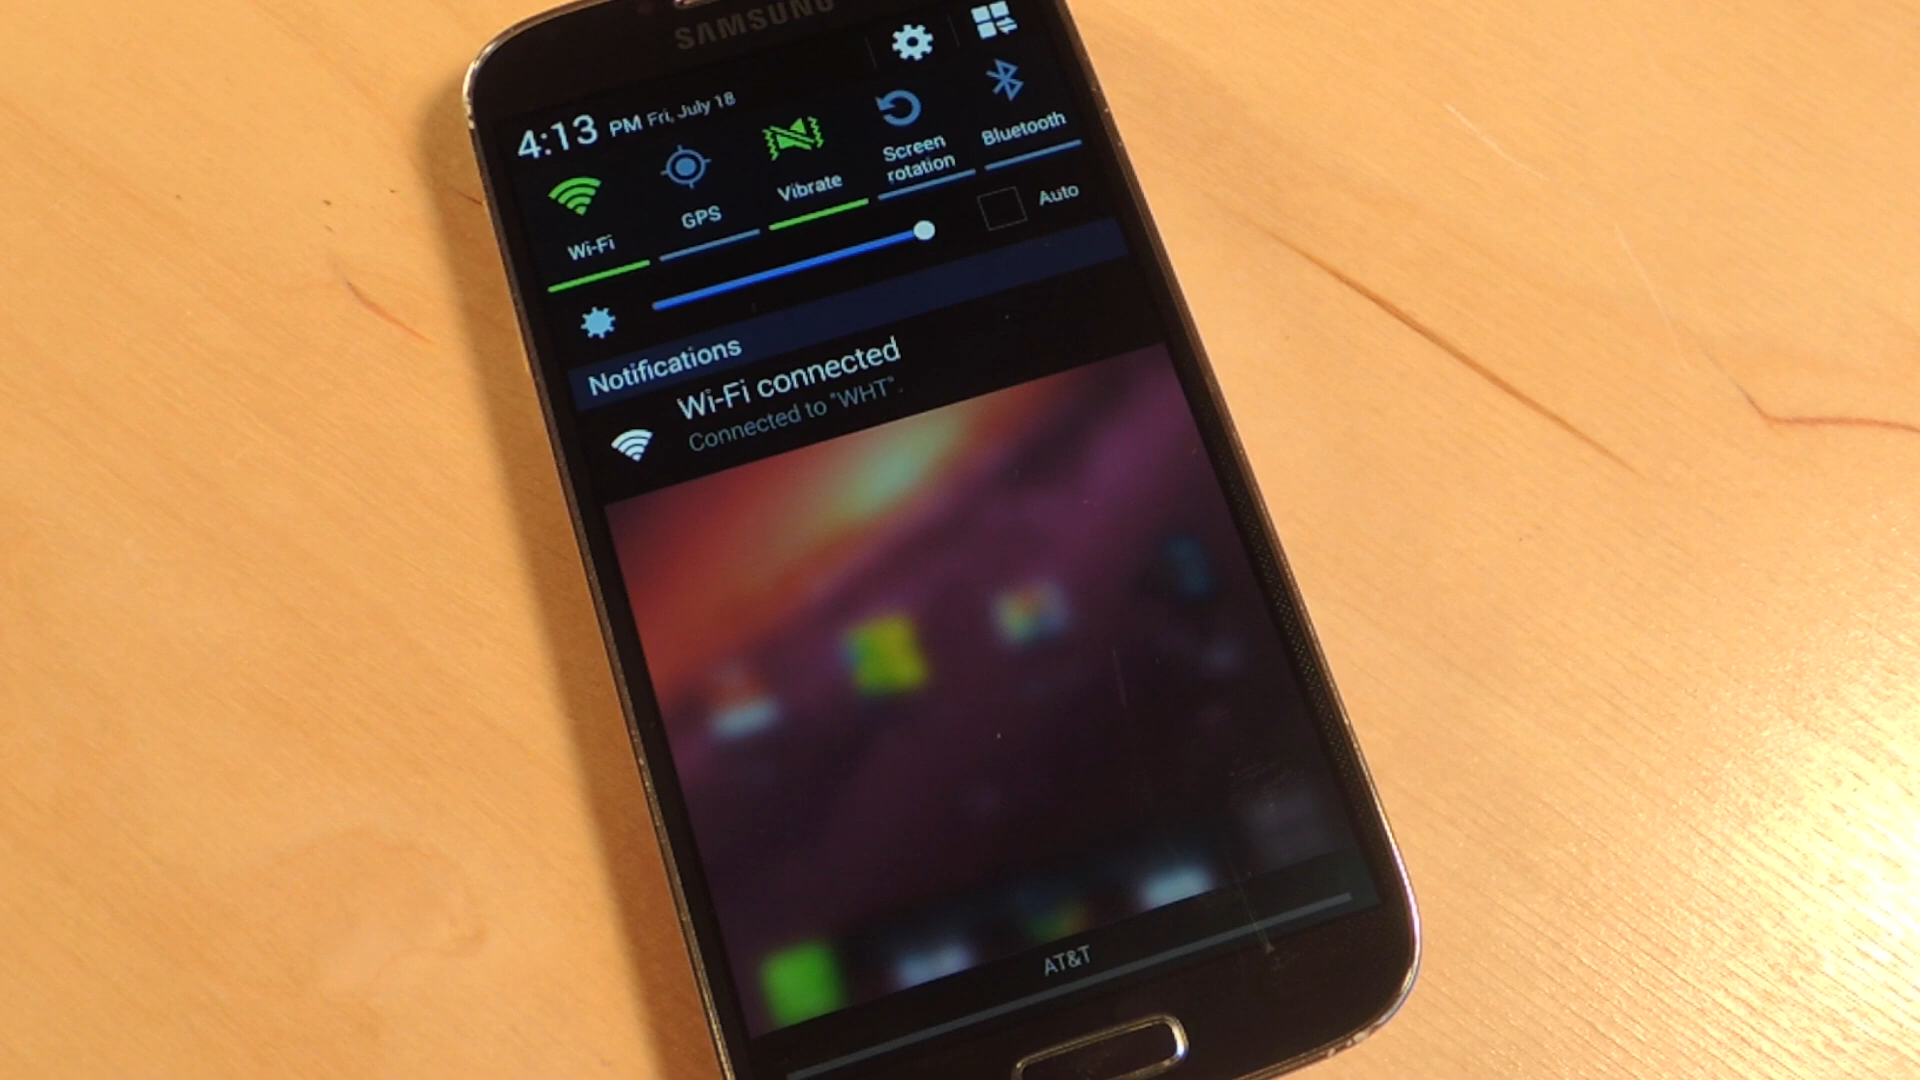 SAMSUNG
4:13 PM Fri, July 18
Wi-Fi
GPS
Vibrate
Screen
rotation
Bluetooth
Auto
Notifications
Wi-Fi connected
Connected to "WHT".
AT&T